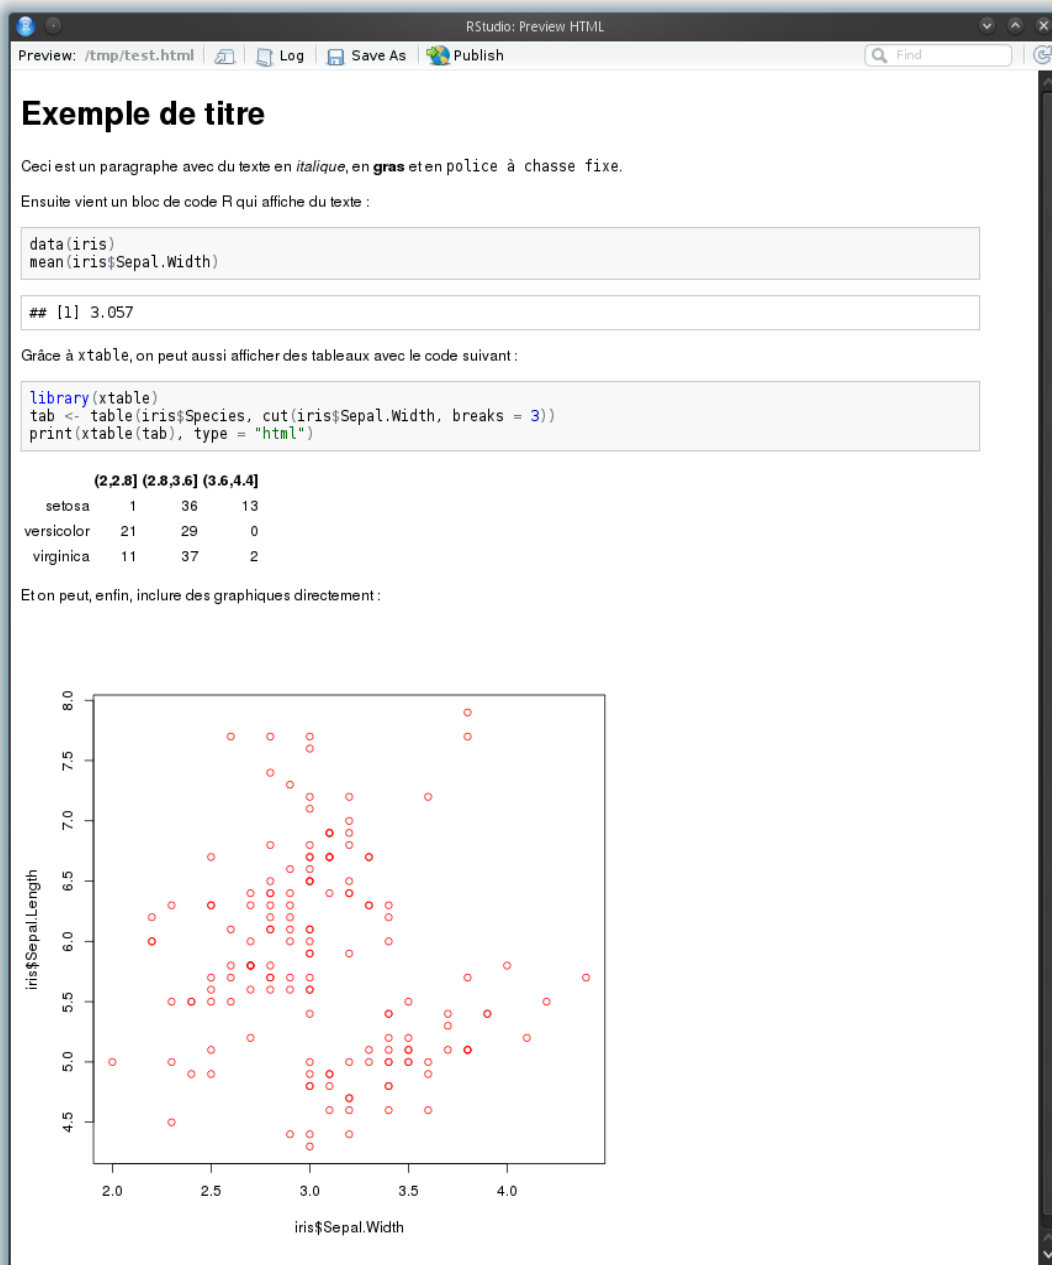 RStudio: Preview HTML
Preview: /tmp/test.html Log Save As Publish Find
Exemple de titre
Ceci est un paragraphe avec du texte en italique, en gras et en police à chasse fixe.
Ensuite vient un bloc de code R qui affiche du texte :
data(iris)
mean(iris$Sepal.Width)
## [1] 3.057
Grâce à xtable, on peut aussi afficher des tableaux avec le code suivant :
library(xtable)
tab <- table(iris$Species, cut(iris$Sepal.Width, breaks = 3))
print(xtable(tab), type = "html")
(2,2.8] (2.8,3.6] (3.6,4.4]
setosa 1 36 13
versicolor 21 29 0
virginica 11 37 2
Et on peut, enfin, inclure des graphiques directement :
8.0
7.5
7.0
6.5
6.0
5.5
5.0
4.5
iris$Sepal.Length
2.0 2.5 3.0 3.5 4.0
iris$Sepal.Width